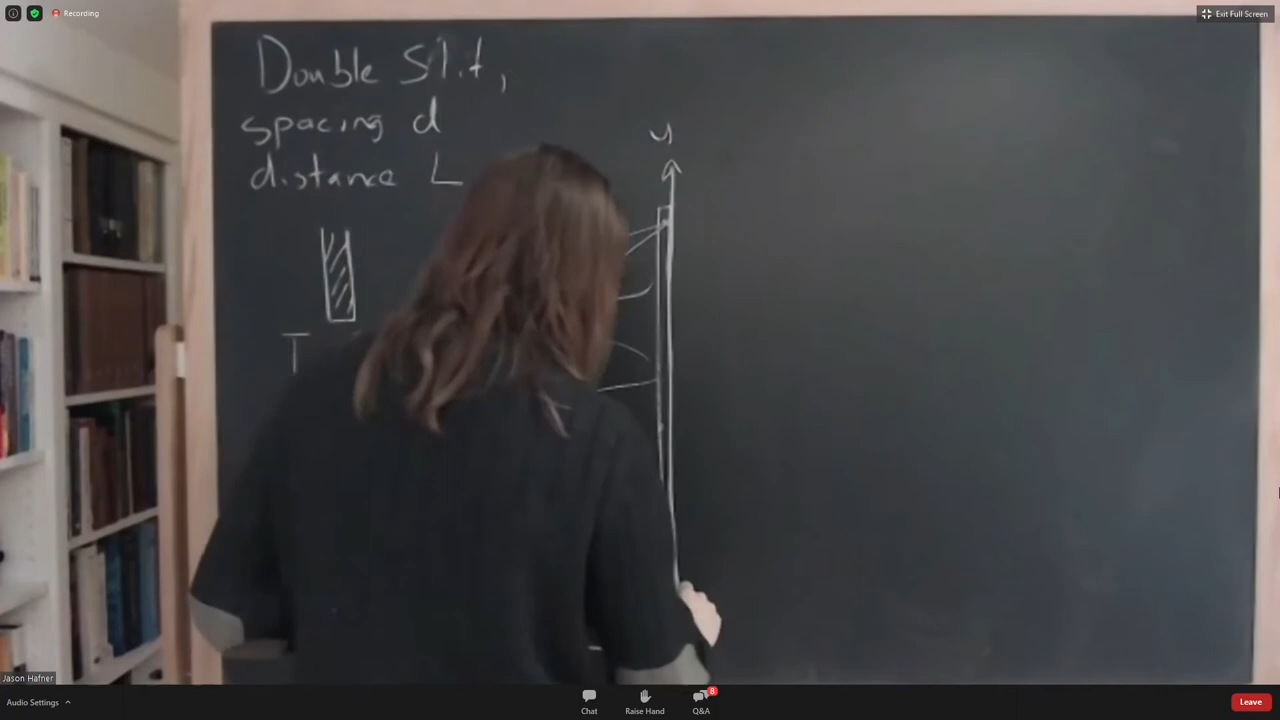 Recording
Exit Full Screen
Double Slit,
spacing d
distance L
y
T
Jason Hafner
Audio Settings
Chat
Raise Hand
8
Q&A
Leave